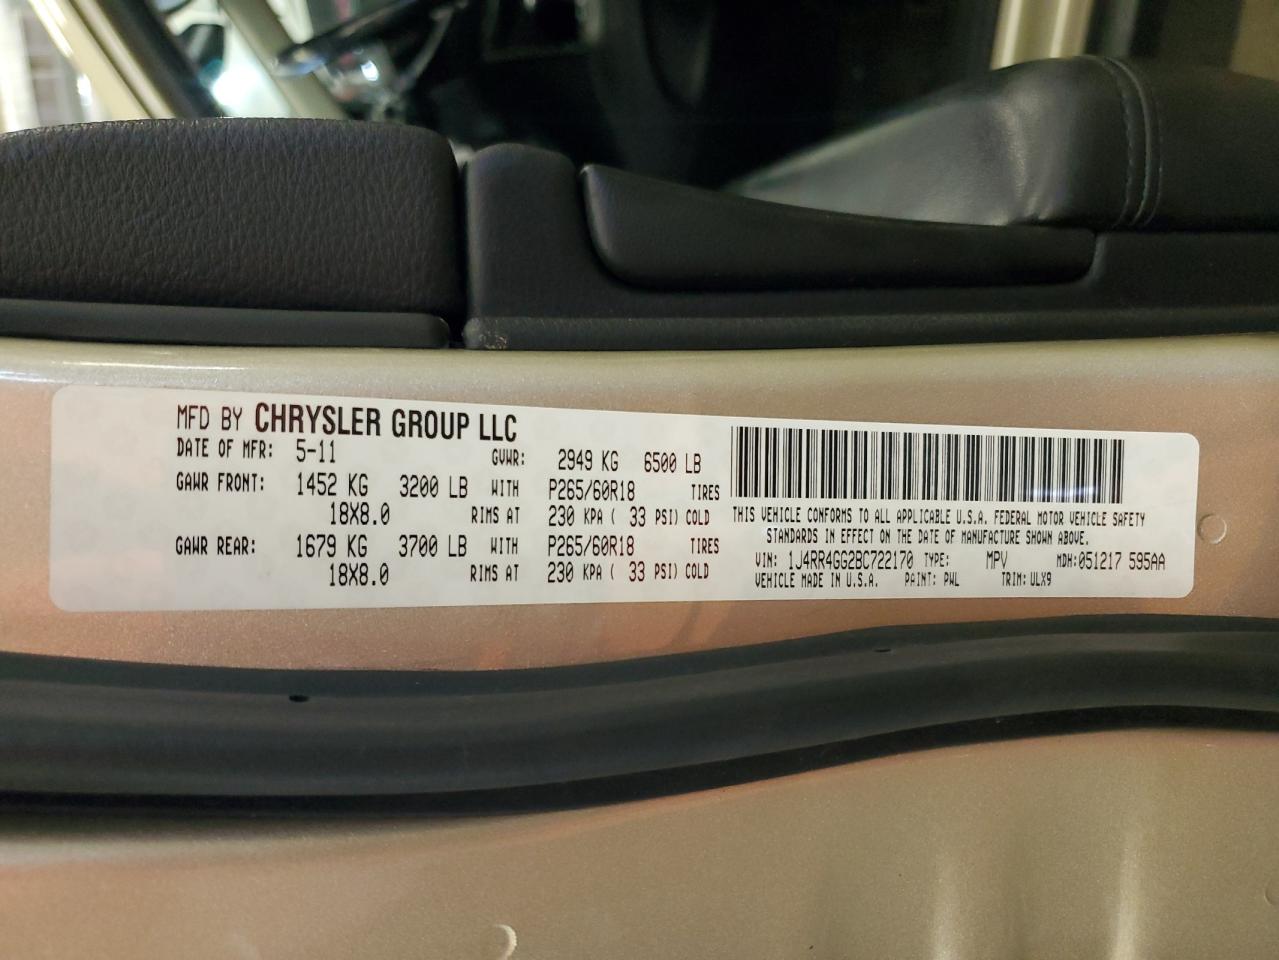 MFD BY CHRYSLER GROUP LLC
DATE OF MFR: 5-11 GVWR: 2949 KG 6500 LB
GAWR FRONT: 1452 KG 3200 LB WITH P265/60R18 TIRES
18X8.0 RIMS AT 230 KPA ( 33 PSI) COLD
GAWR REAR: 1679 KG 3700 LB WITH P265/60R18 TIRES
18X8.0 RIMS AT 230 KPA ( 33 PSI) COLD
THIS VEHICLE CONFORMS TO ALL APPLICABLE U.S.A. FEDERAL MOTOR VEHICLE SAFETY
STANDARDS IN EFFECT ON THE DATE OF MANUFACTURE SHOWN ABOVE.
VIN: 1J4RR4GG2BC722170 TYPE: MPV MDH:051217 595AA
VEHICLE MADE IN U.S.A. PAINT: PWL TRIM: ULX9